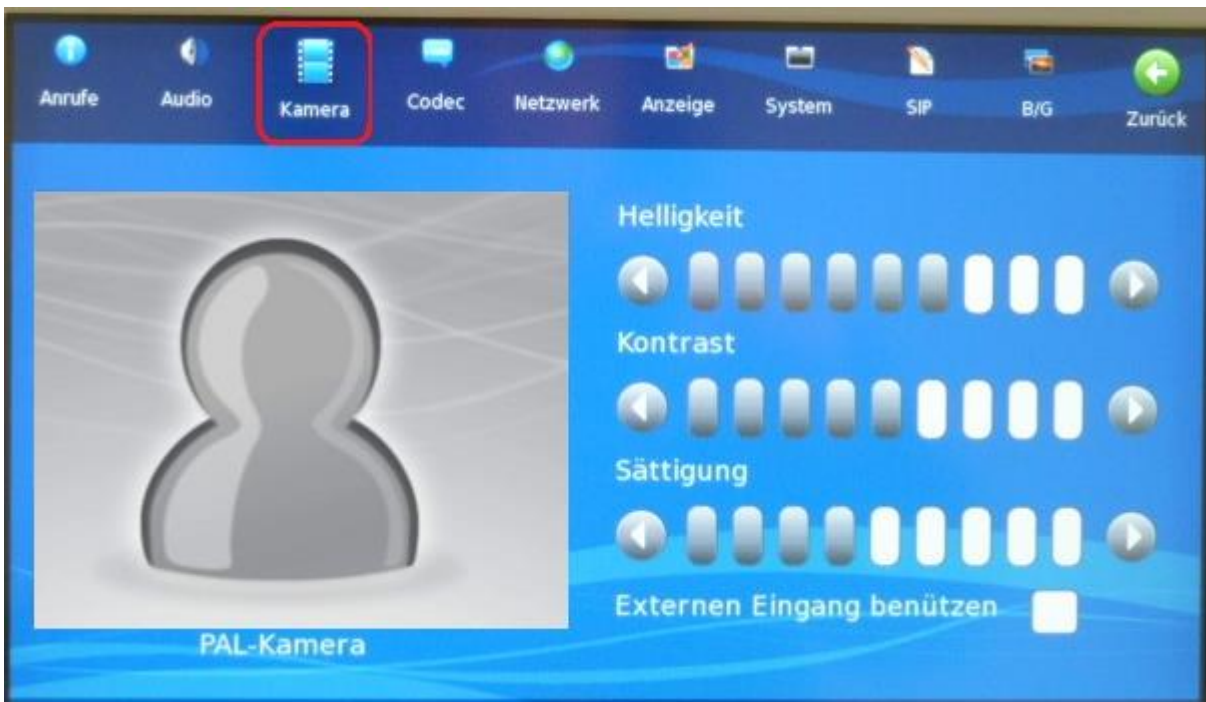 Anrufe
Audio
Kamera
Codec
Netzwerk
Anzeige
System
SIP
B/G
Zurück
Helligkeit
Kontrast
Sättigung
Externen Eingang benützen
PAL-Kamera